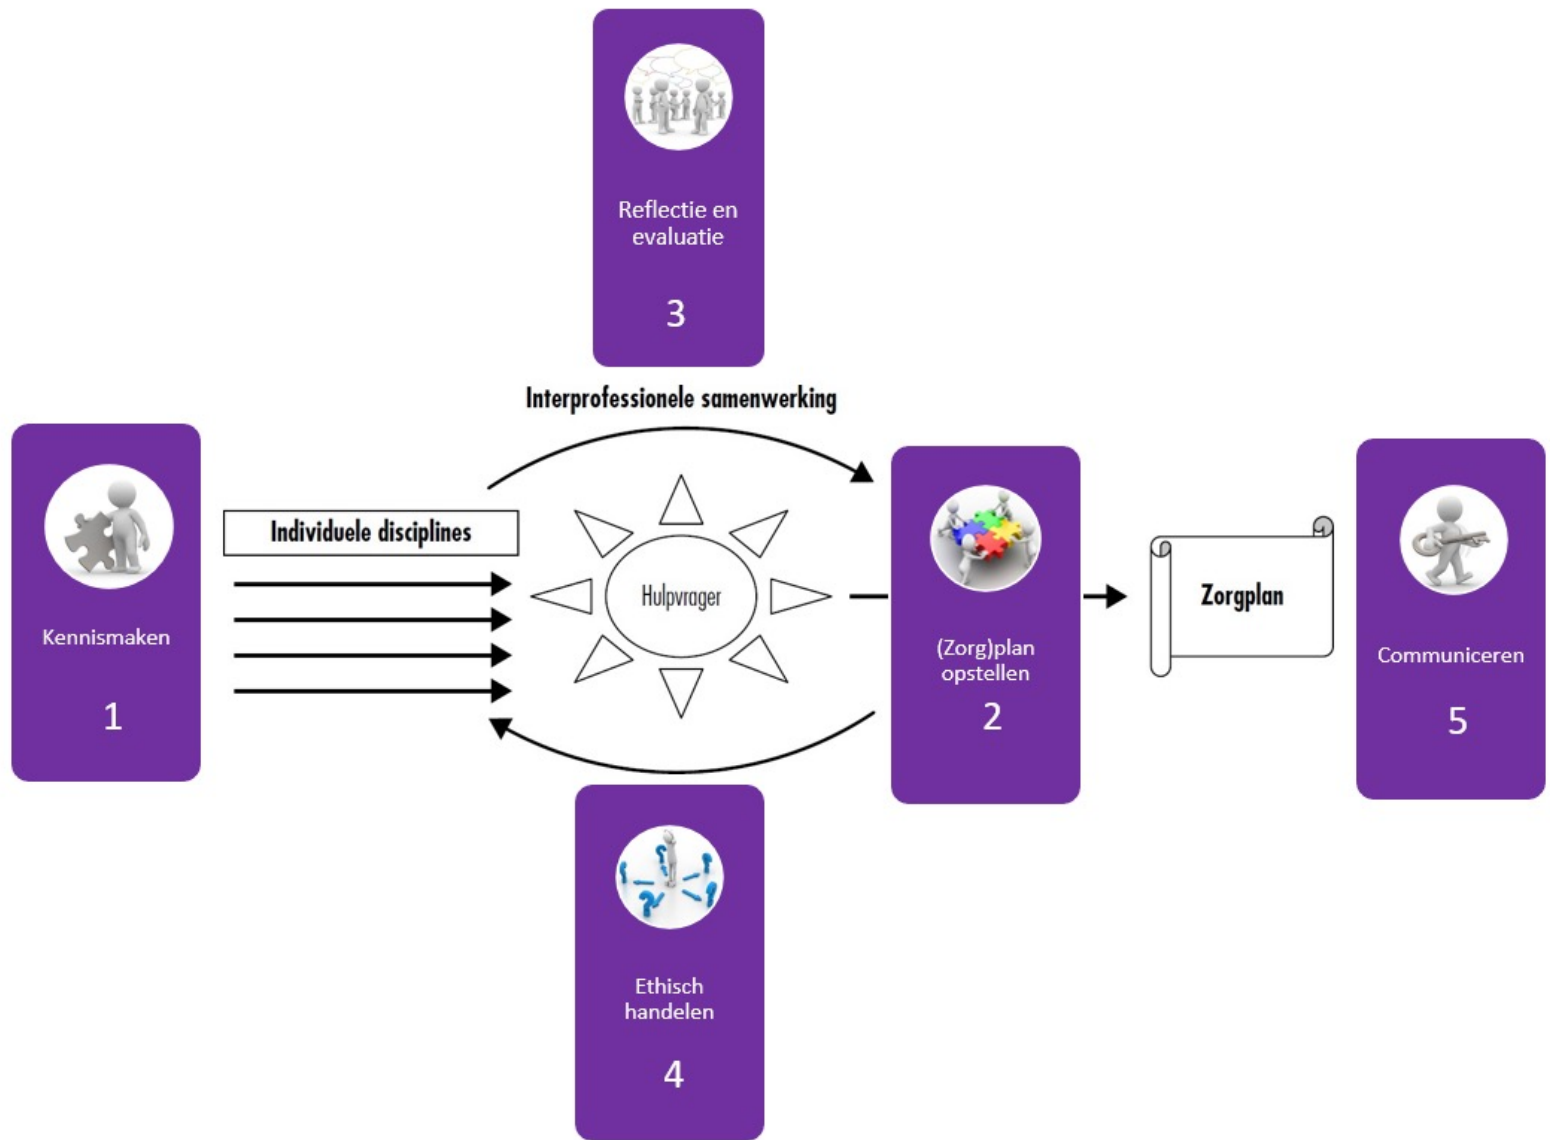 Reflectie en
evaluatie
3
Interprofessionele samenwerking
Kennismaken
1
Individuele disciplines
Hulpvrager
(Zorg)plan
opstellen
2
Zorgplan
Communiceren
5
Ethisch
handelen
4